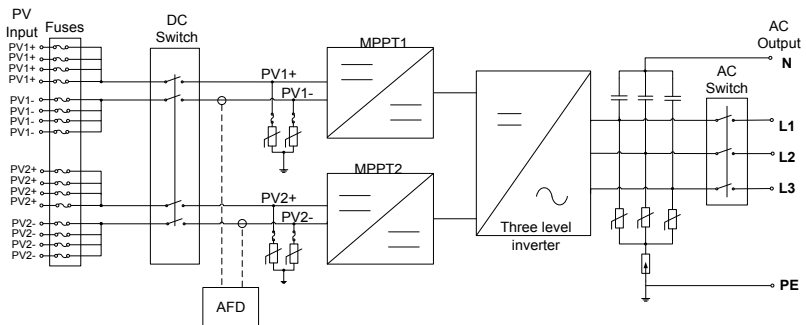 PV
Input
Fuses
DC
Switch
MPPT1
AC
Output
N
AC
Switch
PV1+
PV1+
PV1+
PV1+
PV1-
PV1-
PV1-
PV1-
PV1+
PV1-
L1
L2
L3
PV2+
PV2+
PV2+
PV2+
PV2-
PV2-
PV2-
PV2-
MPPT2
PV2+
PV2-
Three level
inverter
AFD
PE